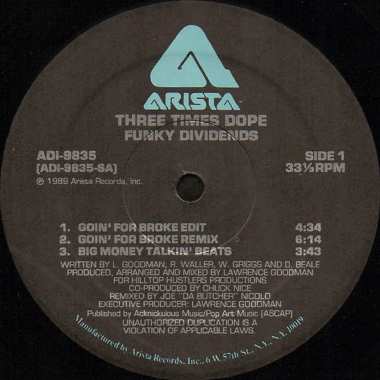 ARISTA
THREE TIMES DOPE
FUNKY DIVIDENDS
ADI-9835
(ADI-9835-SA)
℗ 1989 Arista Records, Inc.
SIDE 1
33⅓RPM
1. GOIN' FOR BROKE EDIT 4:34
2. GOIN' FOR BROKE REMIX 6:14
3. BIG MONEY TALKIN' BEATS 3:43
WRITTEN BY L. GOODMAN, R. WALLER, W. GRIGGS AND D. BEALE
PRODUCED, ARRANGED AND MIXED BY LAWRENCE GOODMAN
FOR HILLTOP HUSTLERS PRODUCTIONS
CO-PRODUCED BY CHUCK NICE
REMIXED BY JOE "DA BUTCHER" NICOLO
EXECUTIVE PRODUCER: LAWRENCE GOODMAN
Published by Acknickulous Music/Pop Art Music (ASCAP)
UNAUTHORIZED DUPLICATION IS A
VIOLATION OF APPLICABLE LAWS.
Manufactured by Arista Records, Inc., 6 W. 57th St., N.Y., N.Y. 10019